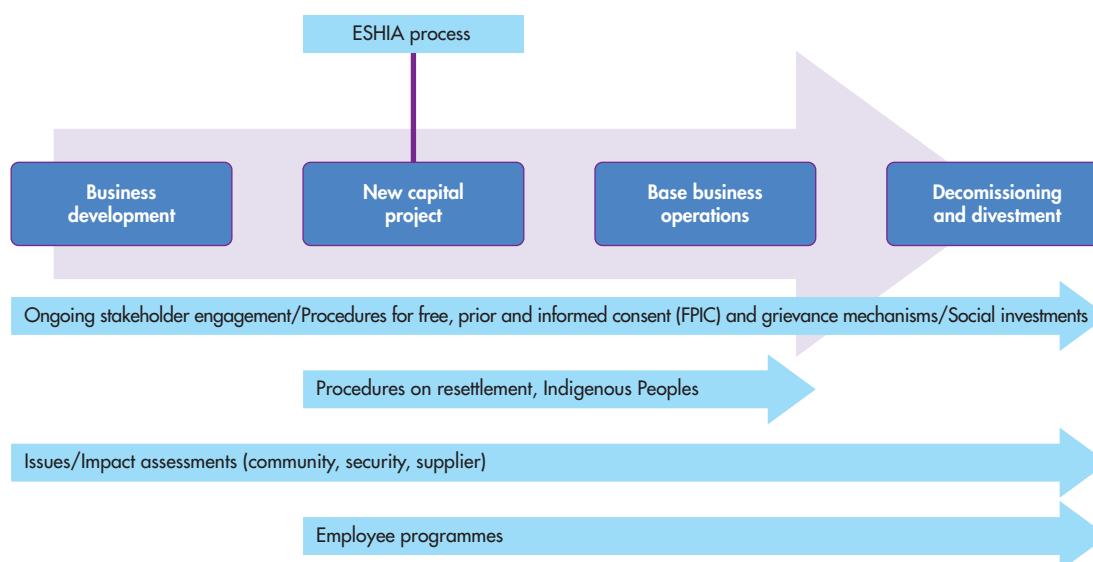 ESHIA process
Business
development
New capital
project
Base business
operations
Decomissioning
and divestment
Ongoing stakeholder engagement/Procedures for free, prior and informed consent (FPIC) and grievance mechanisms/Social investments
Procedures on resettlement, Indigenous Peoples
Issues/Impact assessments (community, security, supplier)
Employee programmes